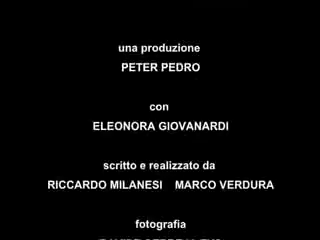 una produzione
PETER PEDRO
con
ELEONORA GIOVANARDI
scritto e realizzato da
RICCARDO MILANESI MARCO VERDURA
fotografia